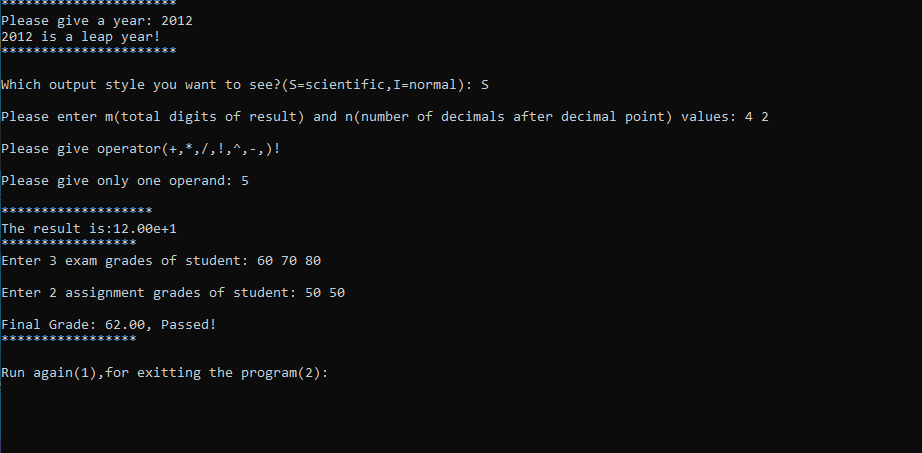 **********************
Please give a year: 2012
2012 is a leap year!
**********************
Which output style you want to see?(S=scientific,I=normal): S
Please enter m(total digits of result) and n(number of decimals after decimal point) values: 4 2
Please give operator(+,*,/,!,^,-,)!
Please give only one operand: 5
*******************
The result is:12.00e+1
*****************
Enter 3 exam grades of student: 60 70 80
Enter 2 assignment grades of student: 50 50
Final Grade: 62.00, Passed!
*****************
Run again(1),for exitting the program(2):